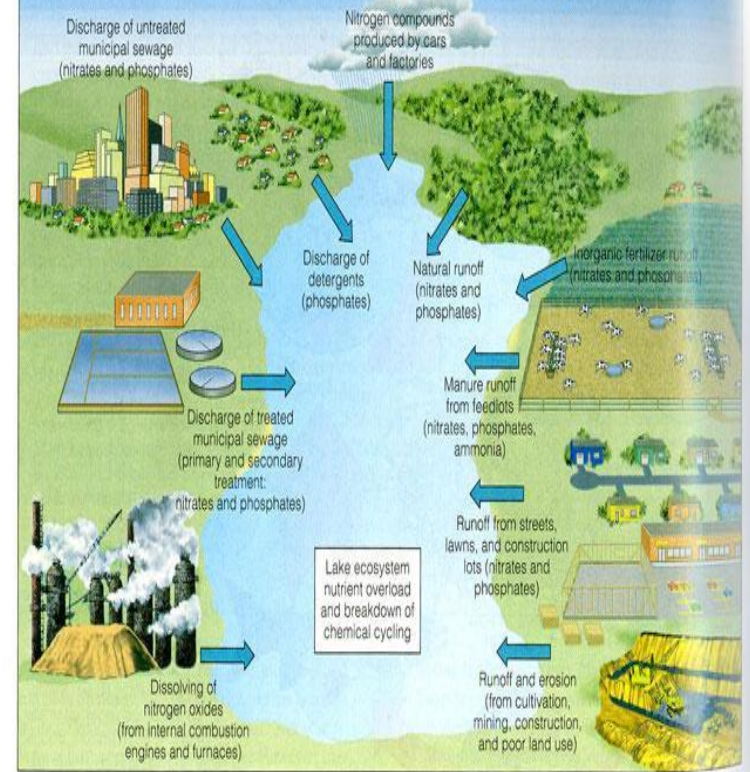 Discharge of untreated
municipal sewage
(nitrates and phosphates)
Nitrogen compounds
produced by cars
and factories
Discharge of
detergents
(phosphates)
Natural runoff
(nitrates and
phosphates)
Inorganic fertilizer runoff
(nitrates and phosphates)
Manure runoff
from feedlots
(nitrates, phosphates,
ammonia)
Discharge of treated
municipal sewage
(primary and secondary
treatment:
nitrates and phosphates)
Runoff from streets,
lawns, and construction
lots (nitrates and
phosphates)
Lake ecosystem
nutrient overload
and breakdown of
chemical cycling
Dissolving of
nitrogen oxides
(from internal combustion
engines and furnaces)
Runoff and erosion
(from cultivation,
mining, construction,
and poor land use)